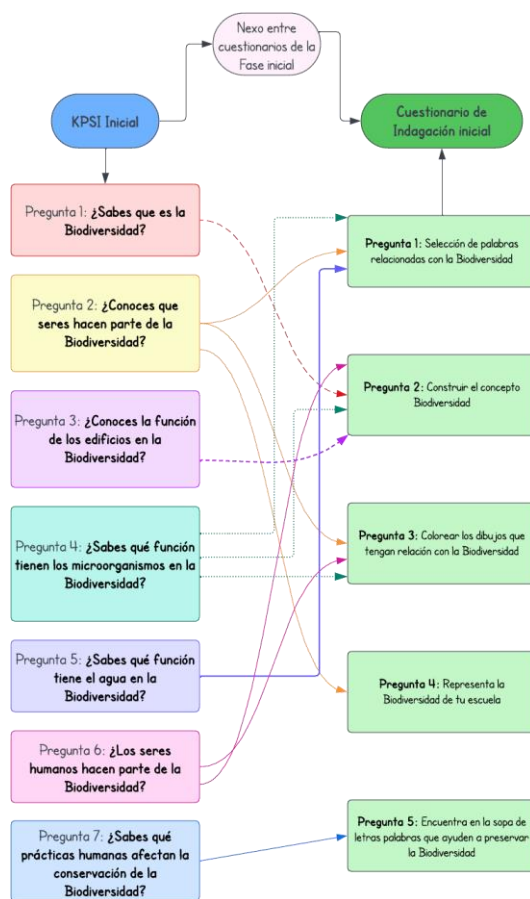 Nexo entre
cuestionarios de la
Fase inicial
KPSI Inicial
Cuestionario de
Indagación inicial
Pregunta 1: ¿Sabes que es la
Biodiversidad?
Pregunta 2: ¿Conoces que
seres hacen parte de la
Biodiversidad?
Pregunta 3: ¿Conoces la función
de los edificios en la
Biodiversidad?
Pregunta 4: ¿Sabes qué función
tienen los microorganismos en la
Biodiversidad?
Pregunta 5: ¿Sabes qué función
tiene el agua en la
Biodiversidad?
Pregunta 6: ¿Los seres
humanos hacen parte de la
Biodiversidad?
Pregunta 7: ¿Sabes qué
prácticas humanas afectan la
conservación de la
Biodiversidad?
Pregunta 1: Selección de palabras
relacionadas con la Biodiversidad
Pregunta 2: Construir el concepto
Biodiversidad
Pregunta 3: Colorear los dibujos que
tengan relación con la Biodiversidad
Pregunta 4: Representa la
Biodiversidad de tu escuela
Pregunta 5: Encuentra en la sopa de
letras palabras que ayuden a preservar
la Biodiversidad